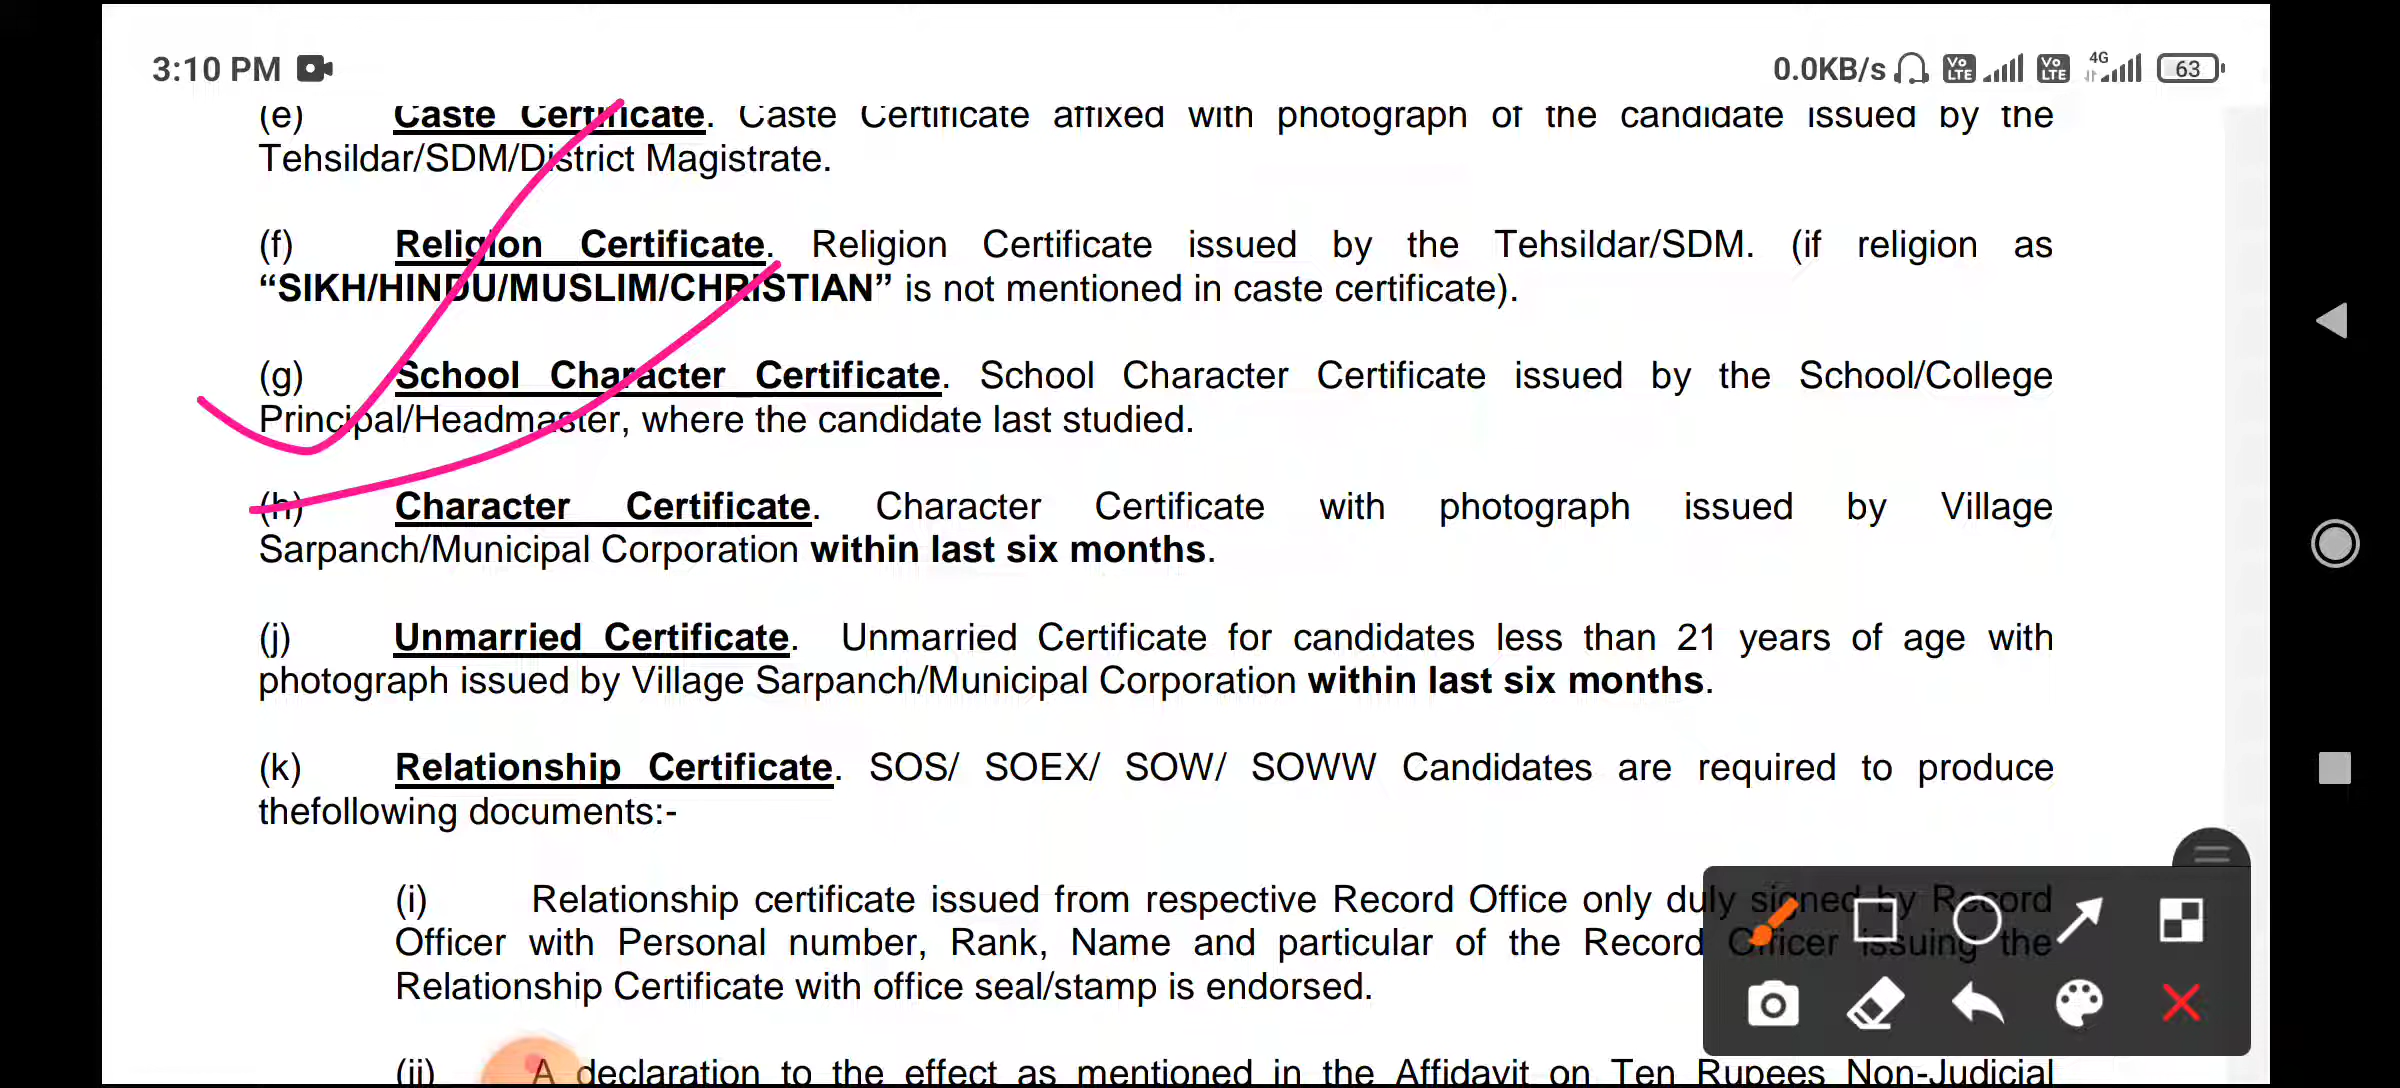 3:10 PM 0.0KB/s Vo LTE Vo LTE 4G 63
(e) Caste Certificate. Caste Certificate affixed with photograph of the candidate issued by the
Tehsildar/SDM/District Magistrate.
(f) Religion Certificate. Religion Certificate issued by the Tehsildar/SDM. (if religion as
“SIKH/HINDU/MUSLIM/CHRISTIAN” is not mentioned in caste certificate).
(g) School Character Certificate. School Character Certificate issued by the School/College
Principal/Headmaster, where the candidate last studied.
(h) Character Certificate. Character Certificate with photograph issued by Village
Sarpanch/Municipal Corporation within last six months.
(j) Unmarried Certificate. Unmarried Certificate for candidates less than 21 years of age with
photograph issued by Village Sarpanch/Municipal Corporation within last six months.
(k) Relationship Certificate. SOS/ SOEX/ SOW/ SOWW Candidates are required to produce
thefollowing documents:-
(i) Relationship certificate issued from respective Record Office only duly signed by Record
Officer with Personal number, Rank, Name and particular of the Record Officer issuing the
Relationship Certificate with office seal/stamp is endorsed.
(ii) A declaration to the effect as mentioned in the Affidavit on Ten Rupees Non-Judicial